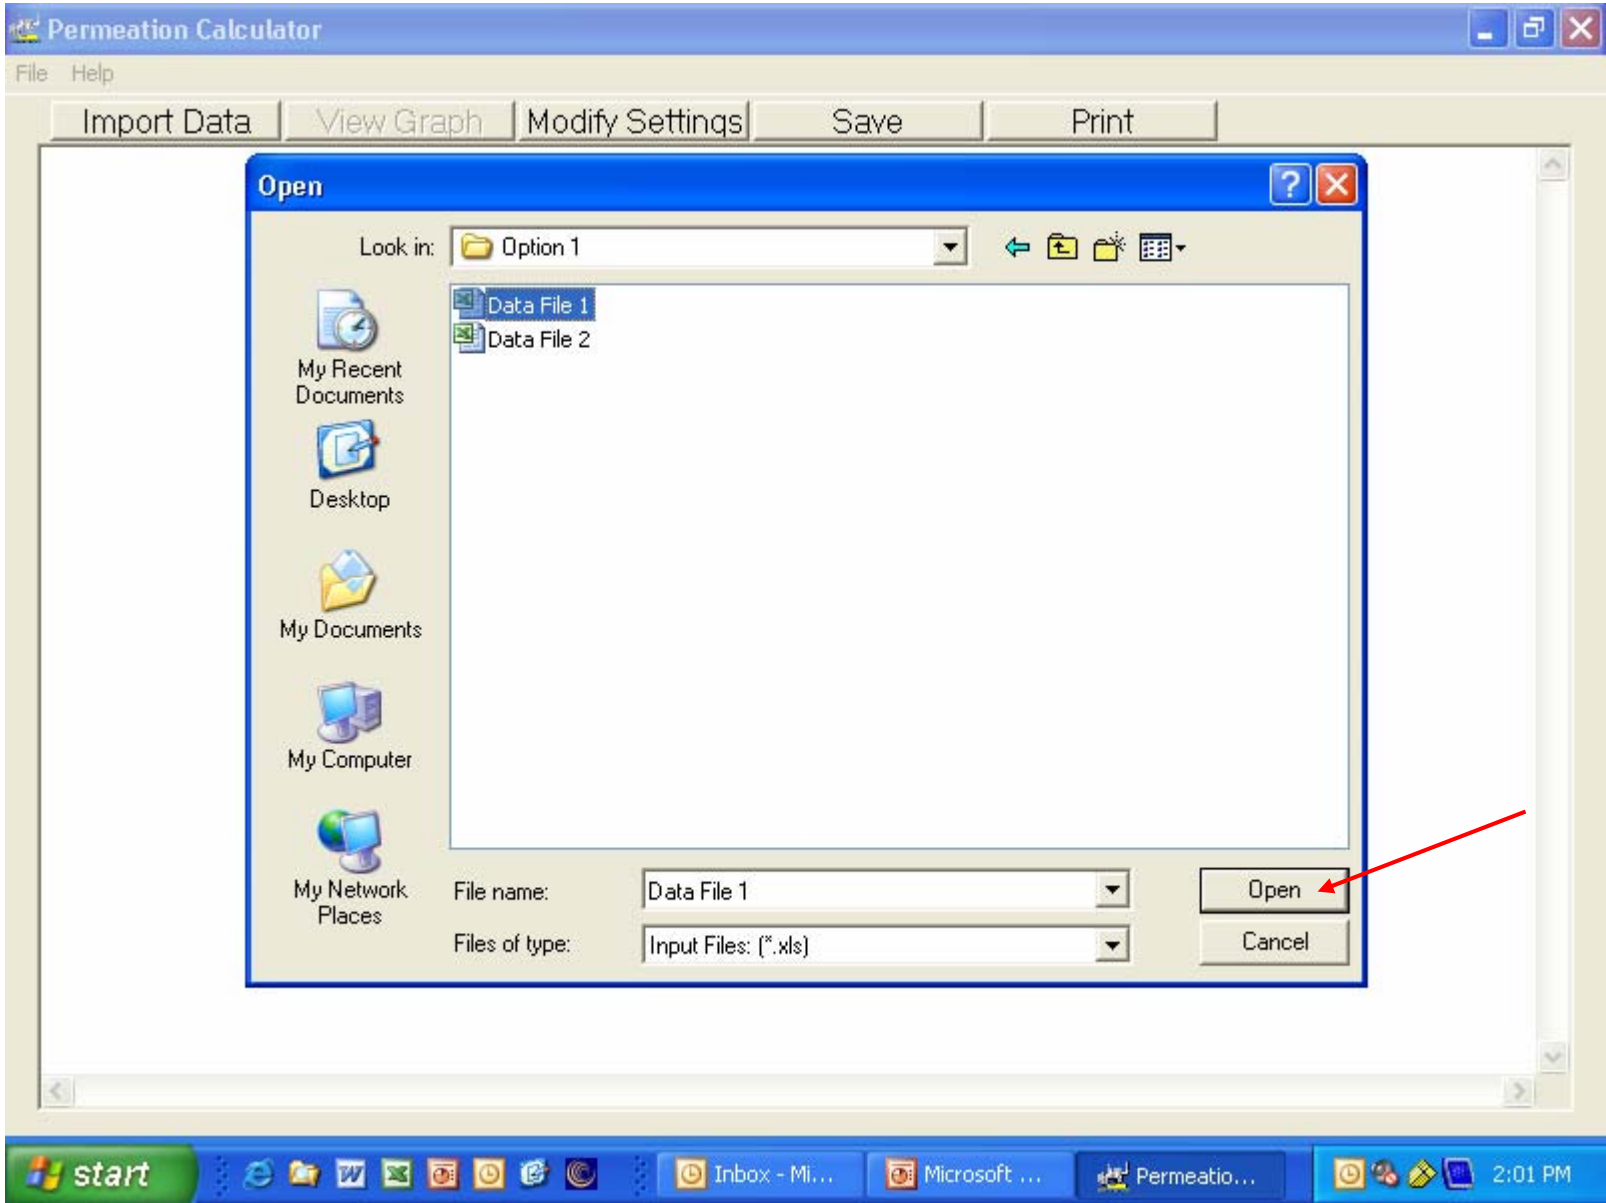 Permeation Calculator
File Help
Import Data View Graph Modify Settings Save Print
Open
Look in: Option 1
Data File 1
Data File 2
My Recent
Documents
Desktop
My Documents
My Computer
My Network
Places
File name: Data File 1 Open
Files of type: Input Files: (*.xls) Cancel
start Inbox - Mi... Microsoft ... Permeatio... 2:01 PM